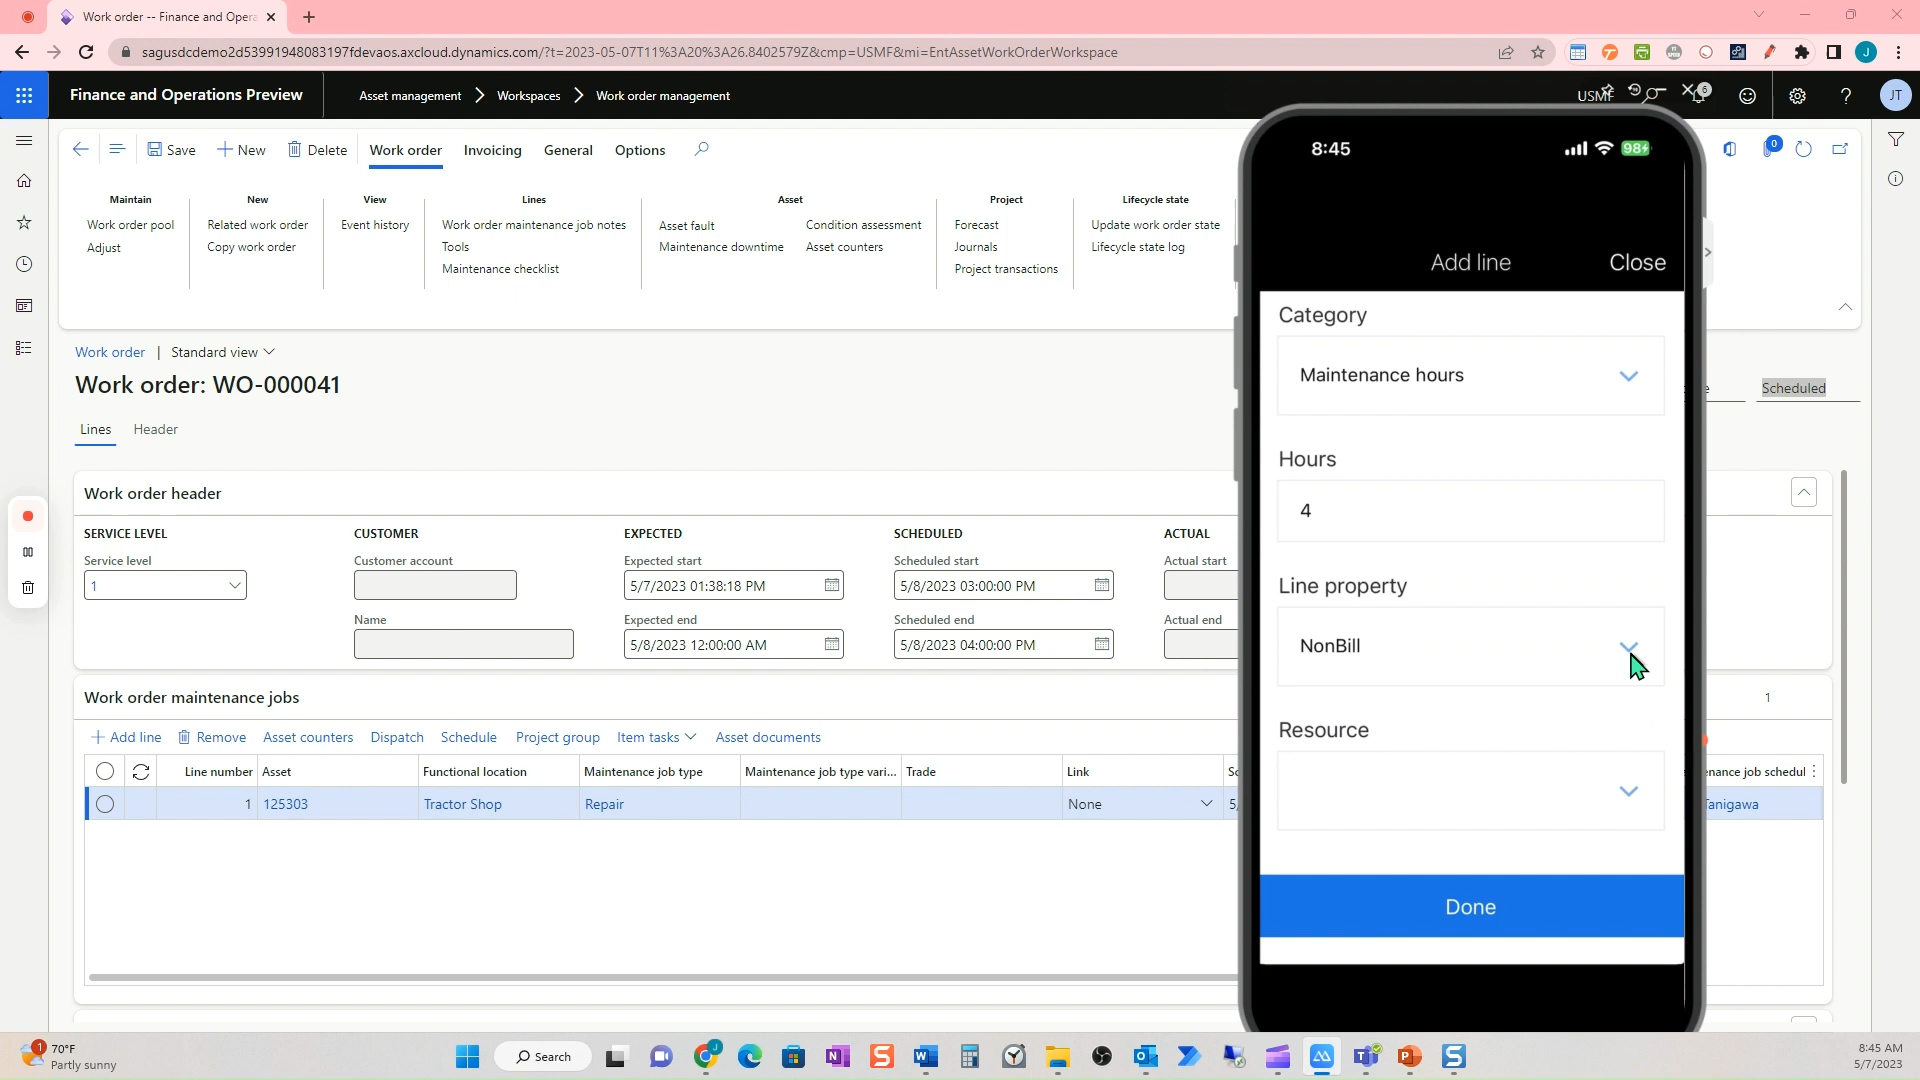 Work order -- Finance and Opera
sagusdcdemo2d53991948083197fdevaos.axcloud.dynamics.com/?t=2023-05-07T11%3A20%3A26.8402579Z&cmp=USMF&mi=EntAssetWorkOrderWorkspace
J
Finance and Operations Preview
Asset management
Workspaces
Work order management
USMF
6
?
JT
Save
New
Delete
Work order
Invoicing
General
Options
0
Maintain
Work order pool
Adjust
New
Related work order
Copy work order
View
Event history
Lines
Work order maintenance job notes
Tools
Maintenance checklist
Asset
Asset fault
Maintenance downtime
Condition assessment
Asset counters
Project
Forecast
Journals
Project transactions
Lifecycle state
Update work order state
Lifecycle state log
Work order | Standard view
Work order: WO-000041
Scheduled
Lines
Header
Work order header
SERVICE LEVEL
Service level
1
CUSTOMER
Customer account
Name
EXPECTED
Expected start
5/7/2023 01:38:18 PM
Expected end
5/8/2023 12:00:00 AM
SCHEDULED
Scheduled start
5/8/2023 03:00:00 PM
Scheduled end
5/8/2023 04:00:00 PM
ACTUAL
Actual start
Actual end
Work order maintenance jobs
1
Add line
Remove
Asset counters
Dispatch
Schedule
Project group
Item tasks
Asset documents
Line number
Asset
Functional location
Maintenance job type
Maintenance job type vari...
Trade
Link
Sc
nance job schedul
1
125303
Tractor Shop
Repair
None
5/
Tanigawa
8:45
98
Add line
Close
Category
Maintenance hours
Hours
4
Line property
NonBill
Resource
Done
1
70°F
Partly sunny
Search
8:45 AM
5/7/2023